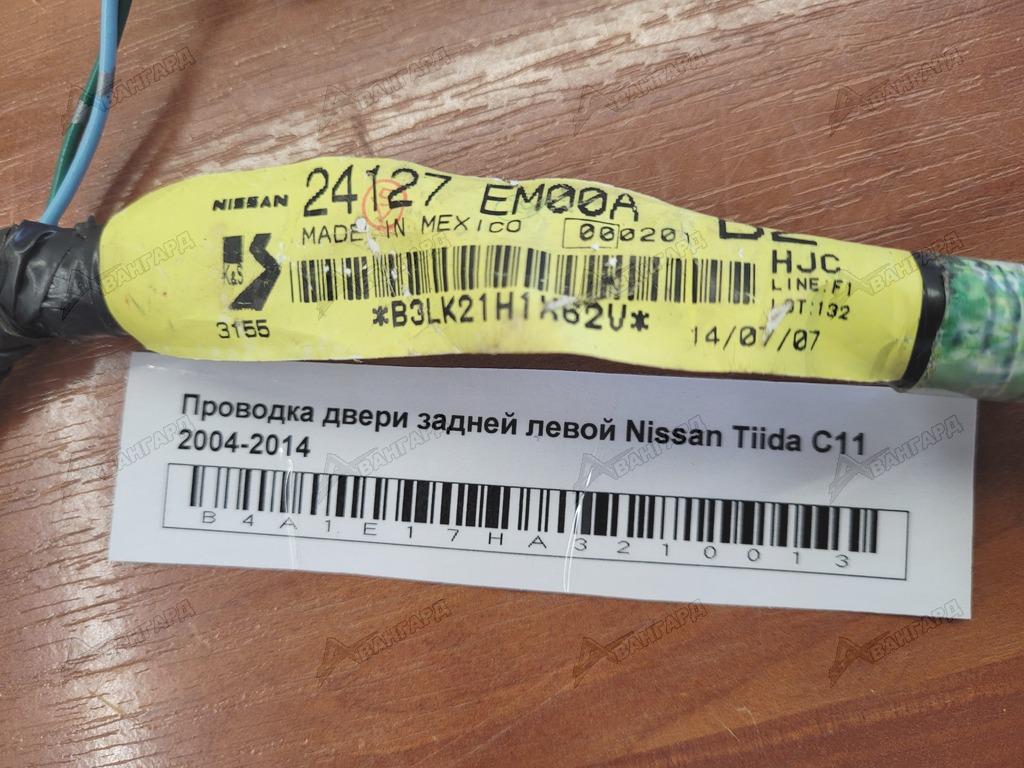 NISSAN 24127 EM00A
MADE IN MEXICO 000201
K&S
3155
*B3LK21H1X62V*
HJC
LINE:F1
LOT:132
14/07/07
Проводка двери задней левой Nissan Tiida C11
2004-2014
B4A1E17HA3210013
АВАНГАРД